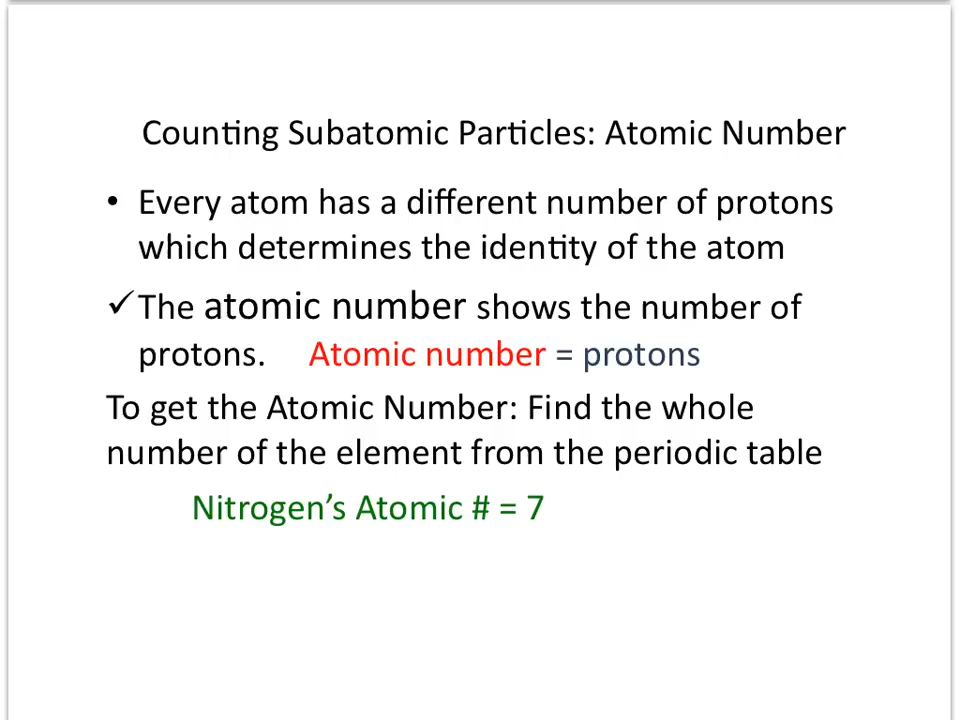 Counting Subatomic Particles: Atomic Number
• Every atom has a different number of protons
which determines the identity of the atom
✓ The atomic number shows the number of
protons. Atomic number = protons
To get the Atomic Number: Find the whole
number of the element from the periodic table
Nitrogen’s Atomic # = 7